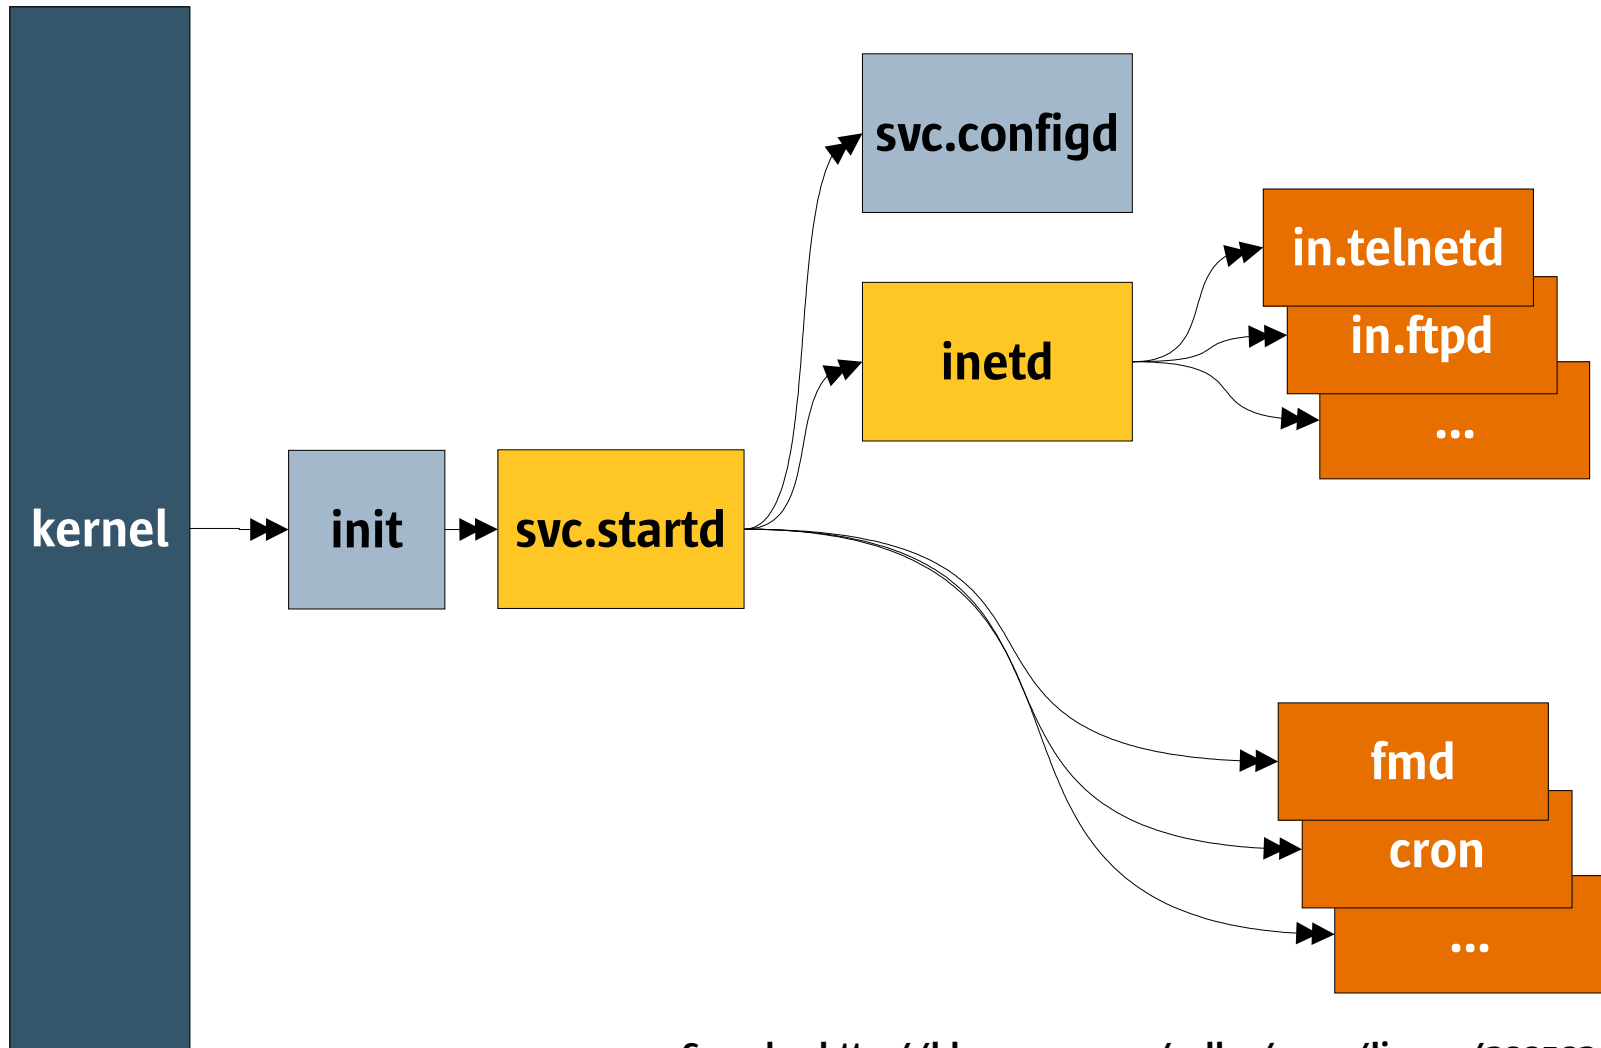 kernel
init
svc.startd
svc.configd
inetd
in.telnetd
in.ftpd
...
fmd
cron
...